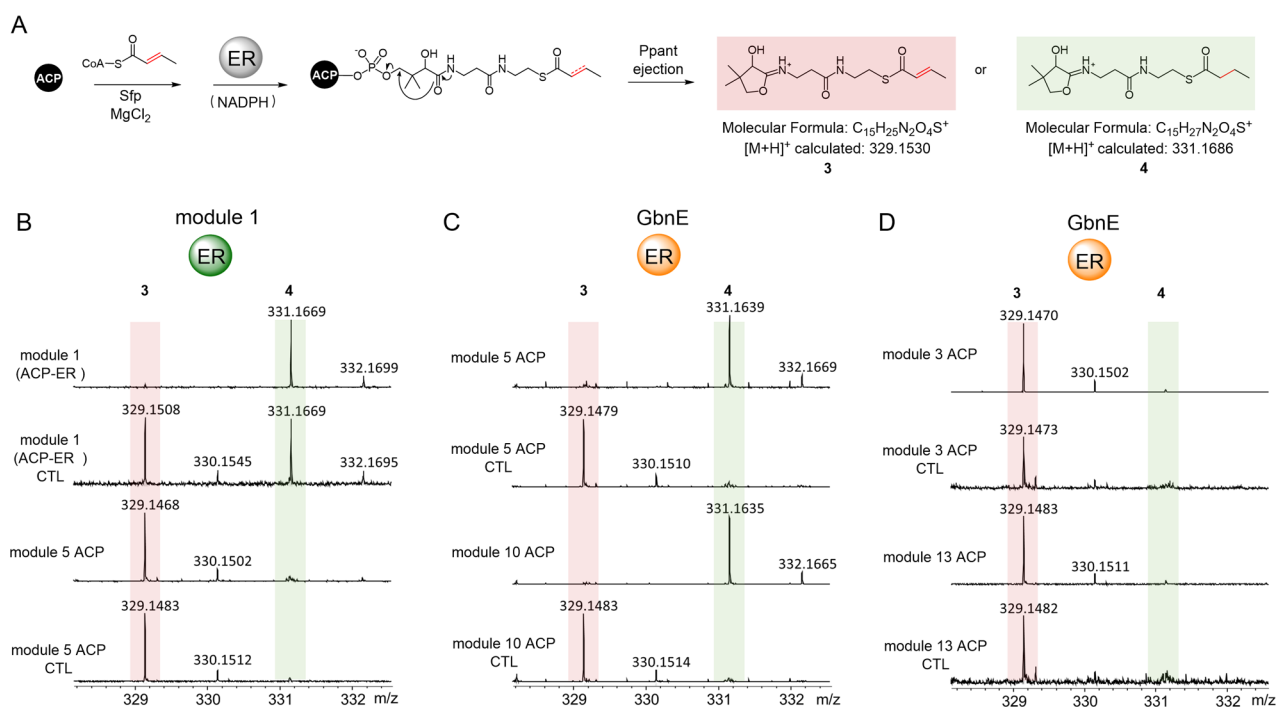 A
ACP
CoA
S
O
Sfp
MgCl2
ER
(NADPH)
ACP
O
P
-O
O
O
OH
O
H
N
O
H
N
S
O
Ppant
ejection
OH
N
H
+
O
O
H
N
S
O
or
OH
N
H
+
O
O
H
N
S
O
Molecular Formula: C15H25N2O4S+
[M+H]+ calculated: 329.1530
3
Molecular Formula: C15H27N2O4S+
[M+H]+ calculated: 331.1686
4
B
module 1
ER
3
4
module 1
(ACP-ER )
331.1669
332.1699
module 1
(ACP-ER )
CTL
329.1508
330.1545
331.1669
332.1695
module 5 ACP
329.1468
330.1502
module 5 ACP
CTL
329.1483
330.1512
329
330
331
332
m/z
C
GbnE
ER
3
4
module 5 ACP
331.1639
332.1669
module 5 ACP
CTL
329.1479
330.1510
module 10 ACP
331.1635
332.1665
module 10 ACP
CTL
329.1483
330.1514
329
330
331
332
m/z
D
GbnE
ER
3
4
module 3 ACP
329.1470
330.1502
module 3 ACP
CTL
329.1473
module 13 ACP
329.1483
330.1511
module 13 ACP
CTL
329.1482
329
330
331
332
m/z